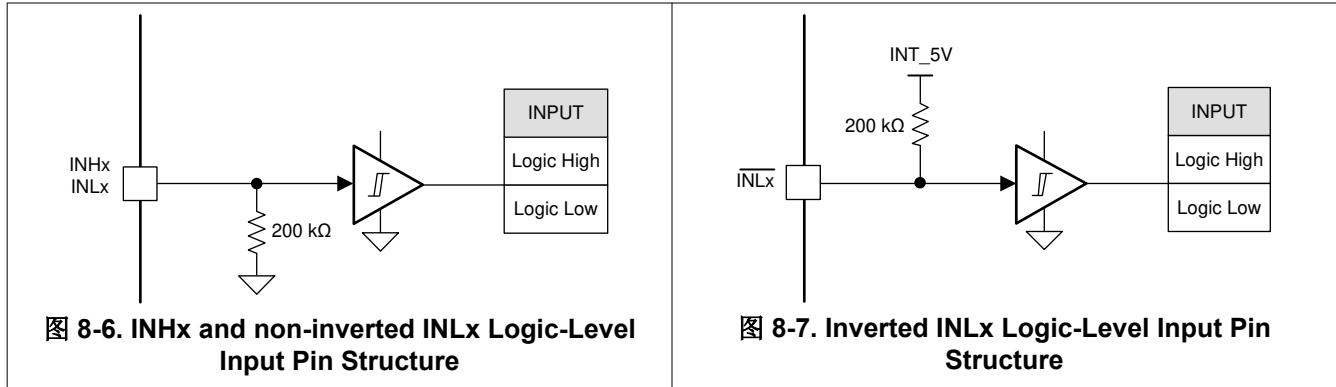 INHx
INLx
200 kΩ
INPUT
Logic High
Logic Low
图 8-6. INHx and non-inverted INLx Logic-Level
Input Pin Structure
INT_5V
200 kΩ
INLx
INPUT
Logic High
Logic Low
图 8-7. Inverted INLx Logic-Level Input Pin
Structure